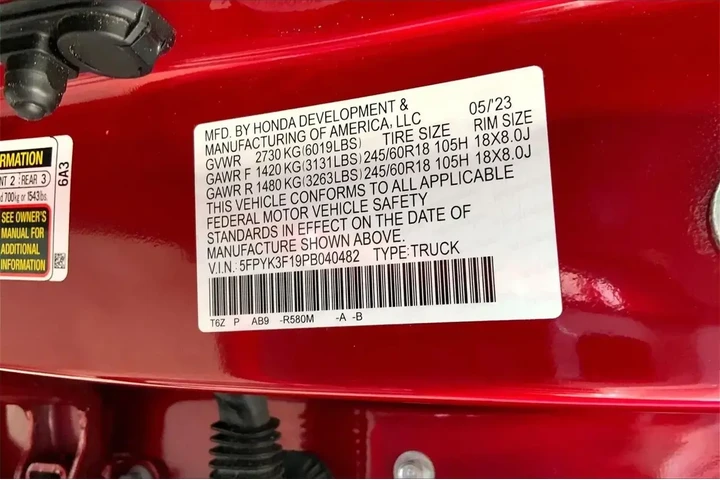 MFD. BY HONDA DEVELOPMENT &
MANUFACTURING OF AMERICA, LLC 05/'23
GVWR 2730 KG (6019LBS) TIRE SIZE RIM SIZE
GAWR F 1420 KG (3131LBS) 245/60R18 105H 18X8.0J
GAWR R 1480 KG (3263LBS) 245/60R18 105H 18X8.0J
THIS VEHICLE CONFORMS TO ALL APPLICABLE
FEDERAL MOTOR VEHICLE SAFETY
STANDARDS IN EFFECT ON THE DATE OF
MANUFACTURE SHOWN ABOVE.
V.I.N. 5FPYK3F19PB040482 TYPE:TRUCK
T6Z P AB9 -R580M -A -B
RMATION
NT 2 REAR 3
d 700kg or 1543lbs.
SEE OWNER'S
MANUAL FOR
ADDITIONAL
INFORMATION
6A3